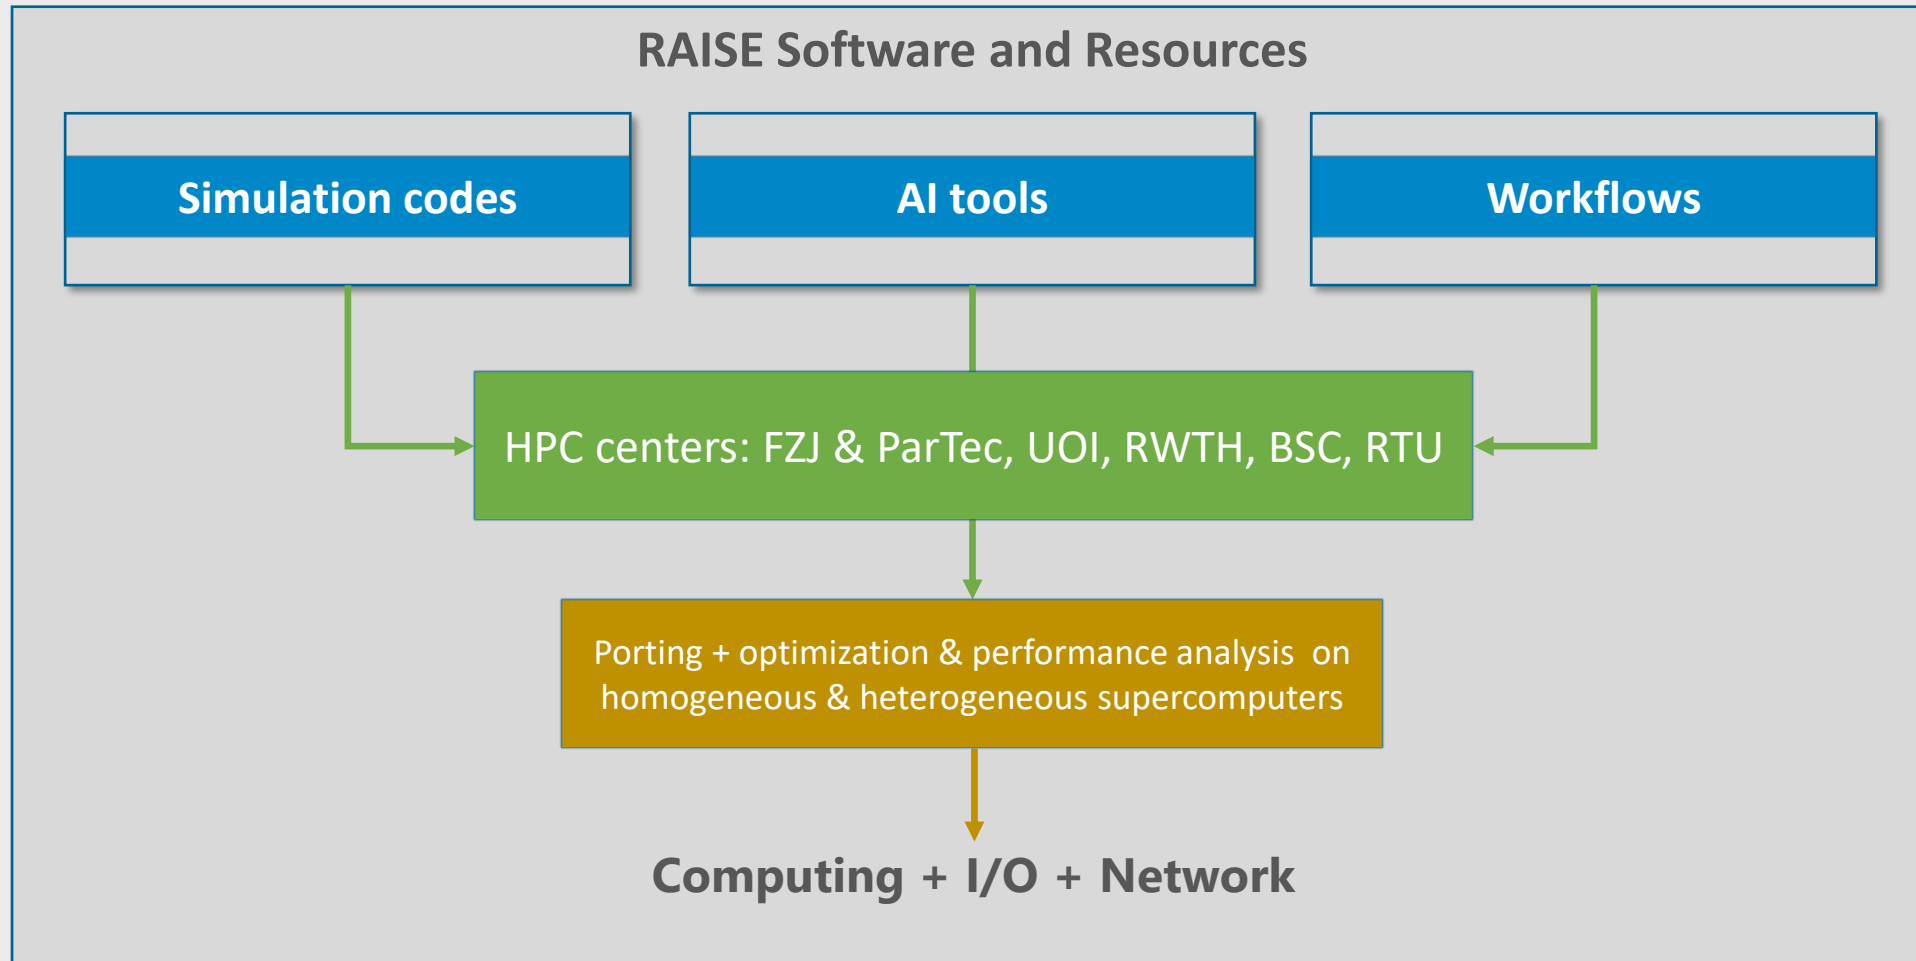 RAISE Software and Resources
Simulation codes
AI tools
Workflows
HPC centers: FZJ & ParTec, UOI, RWTH, BSC, RTU
Porting + optimization & performance analysis on
homogeneous & heterogeneous supercomputers
Computing + I/O + Network